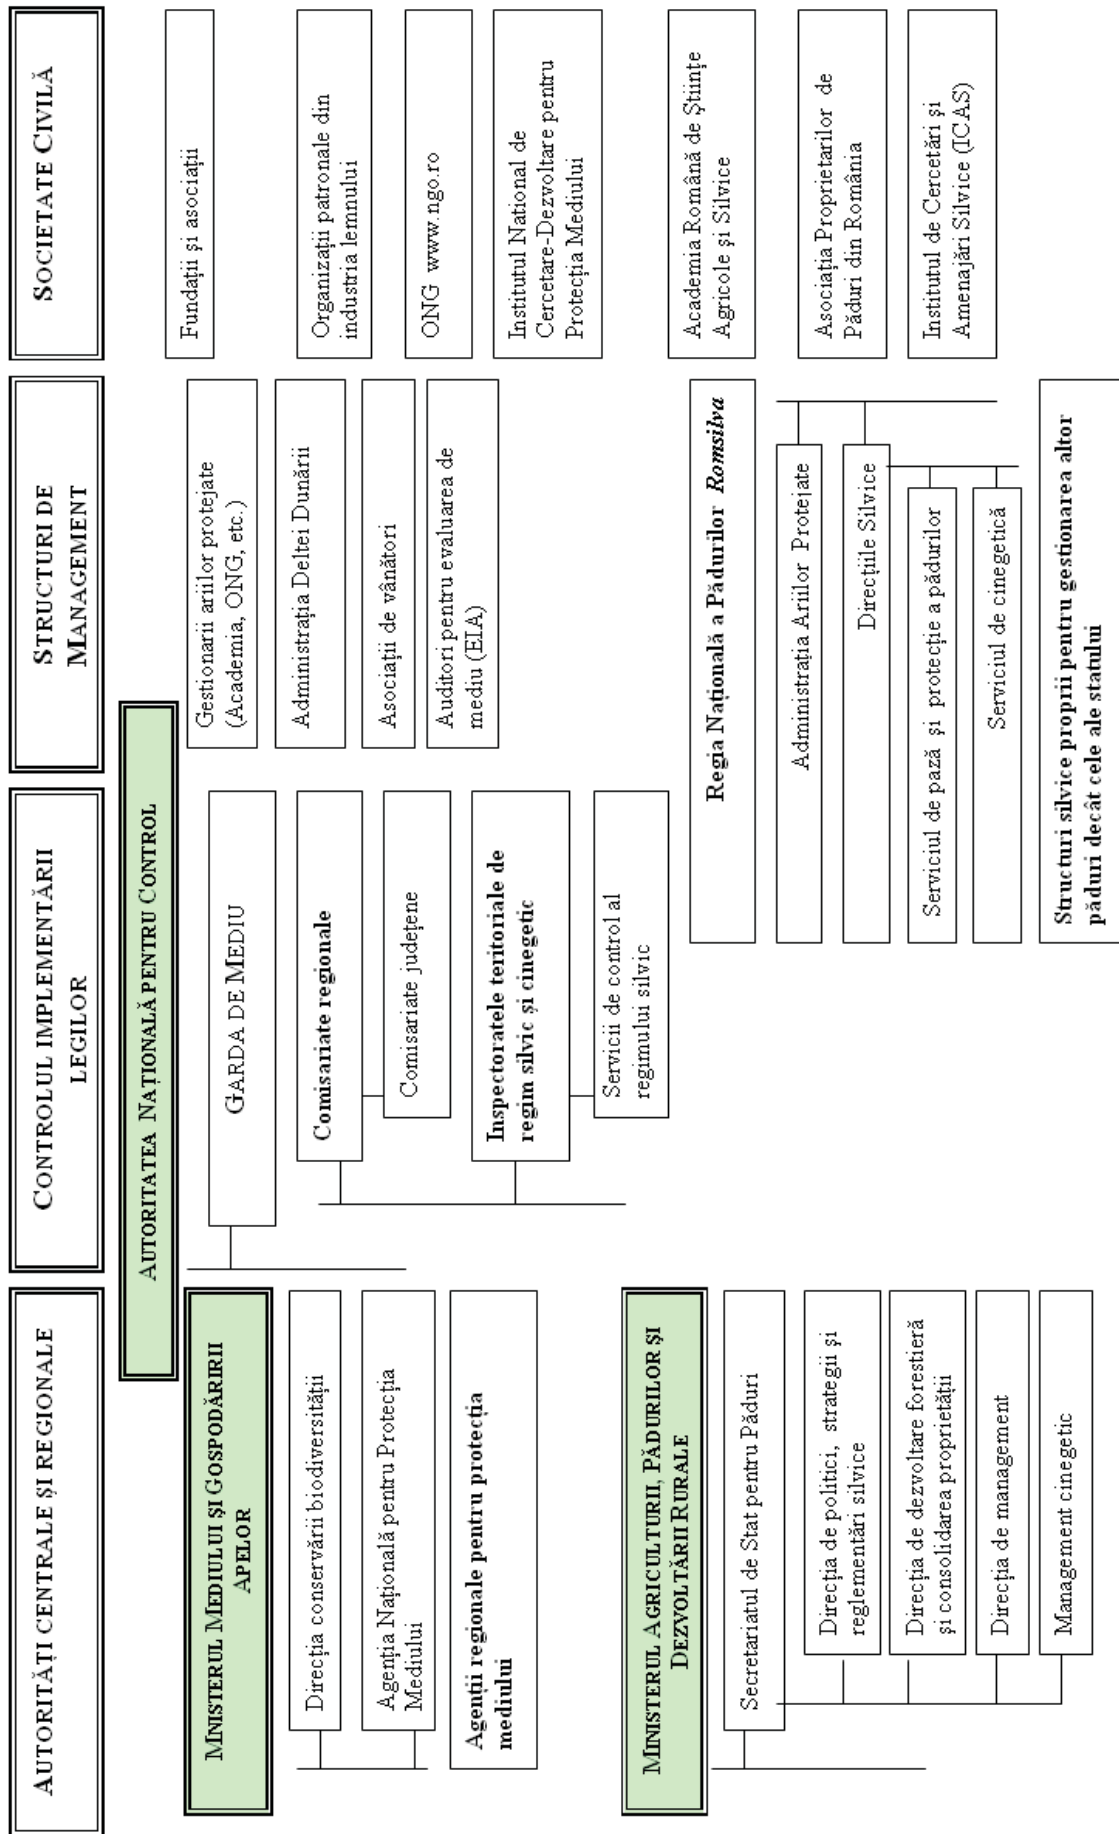 AUTORITĂȚI CENTRALE ȘI REGIONALE
CONTROLUL IMPLEMENTĂRII
LEGILOR
STRUCTURI DE
MANAGEMENT
SOCIETATE CIVILĂ
AUTORITATEA NAȚIONALĂ PENTRU CONTROL
MINISTERUL MEDIULUI ȘI GOSPODĂRIRII
APELOR
Direcția conservării biodiversității
Agenția Națională pentru Protecția
Mediului
Agenții regionale pentru protecția
mediului
MINISTERUL AGRICULTURII, PĂDURILOR ȘI
DEZVOLTĂRII RURALE
Secretariatul de Stat pentru Păduri
Direcția de politici, strategii și
reglementări silvice
Direcția de dezvoltare forestieră
și consolidarea proprietății
Direcția de management
Management cinegetic
GARDA DE MEDIU
Comisariate regionale
Comisariate județene
Inspectoratele teritoriale de
regim silvic și cinegetic
Servicii de control al
regimului silvic
Gestionarii ariilor protejate
(Academia, ONG, etc.)
Administrația Deltei Dunării
Asociații de vânători
Auditori pentru evaluarea de
mediu (EIA)
Regia Națională a Pădurilor Romsilva
Administrația Ariilor Protejate
Direcțiile Silvice
Serviciul de pază și protecție a pădurilor
Serviciul de cinegetică
Structuri silvice proprii pentru gestionarea altor
păduri decât cele ale statului
Fundații și asociații
Organizații patronale din
industria lemnului
ONG www.ngo.ro
Institutul National de
Cercetare-Dezvoltare pentru
Protecția Mediului
Academia Română de Științe
Agricole și Silvice
Asociația Proprietarilor de
Păduri din România
Institutul de Cercetări și
Amenajări Silvice (ICAS)